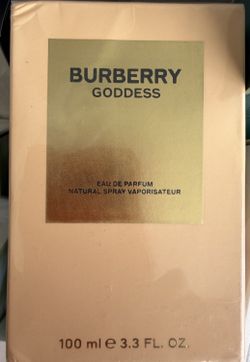 BURBERRY
GODDESS
EAU DE PARFUM
NATURAL SPRAY VAPORISATEUR
100 ml ℮ 3.3 FL. OZ.